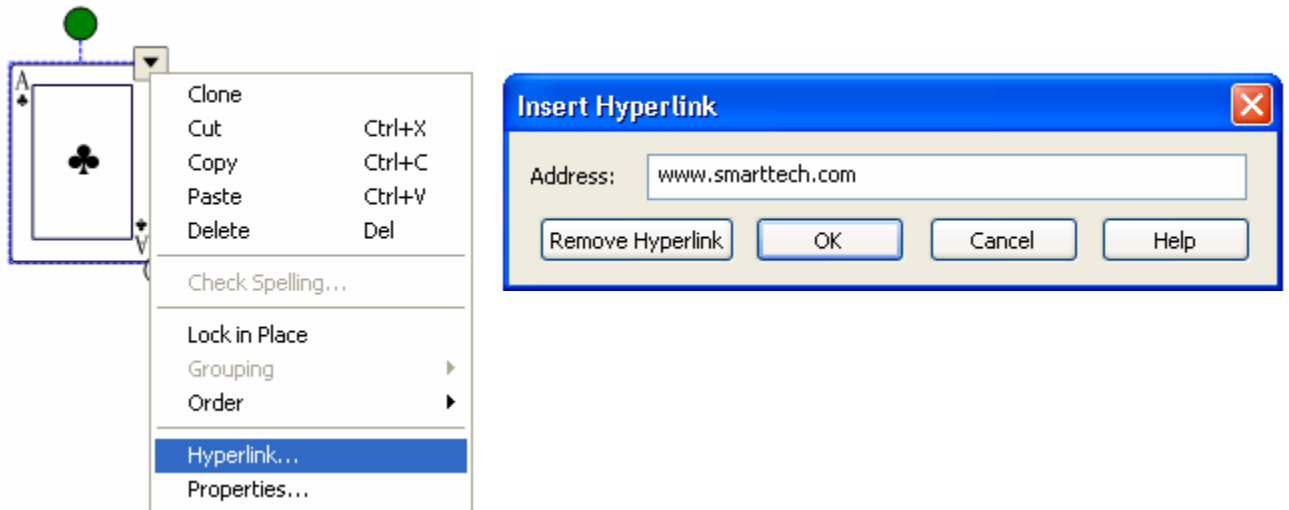 A
A
Clone
Cut Ctrl+X
Copy Ctrl+C
Paste Ctrl+V
Delete Del
Check Spelling...
Lock in Place
Grouping
Order
Hyperlink...
Properties...
Insert Hyperlink
Address: www.smarttech.com
Remove Hyperlink OK Cancel Help